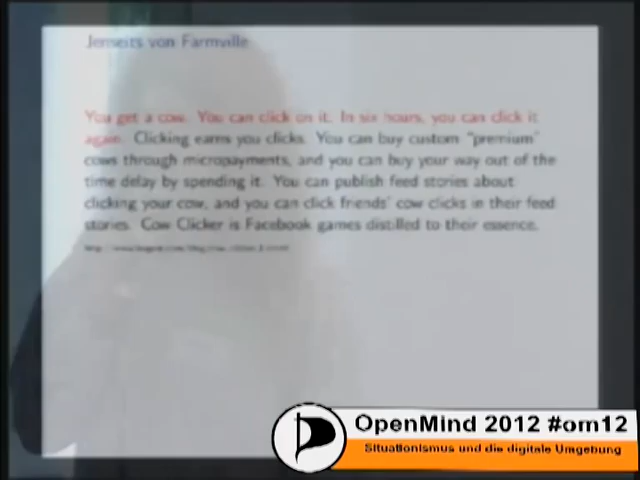 Jenseits von Farmville
You get a cow. You can click on it. In six hours, you can click it
again. Clicking earns you clicks. You can buy custom "premium"
cows through micropayments, and you can buy your way out of the
time delay by spending it. You can publish feed stories about
clicking your cow, and you can click friends' cow clicks in their feed
stories. Cow Clicker is Facebook games distilled to their essence.
OpenMind 2012 #om12
Situationismus und die digitale Umgebung